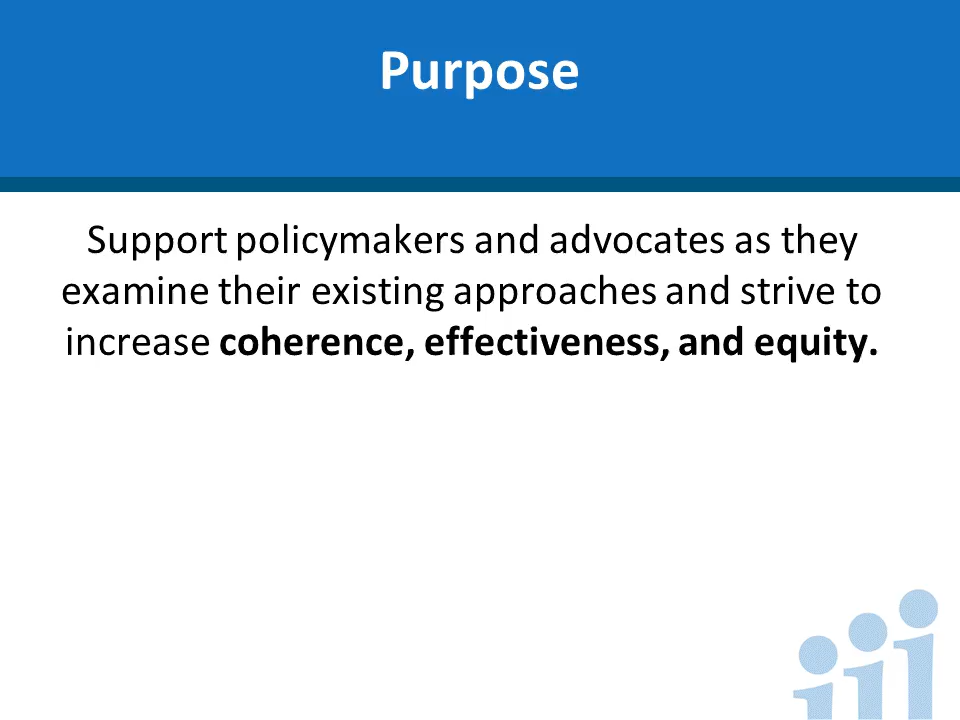 Purpose
Support policymakers and advocates as they
examine their existing approaches and strive to
increase coherence, effectiveness, and equity.